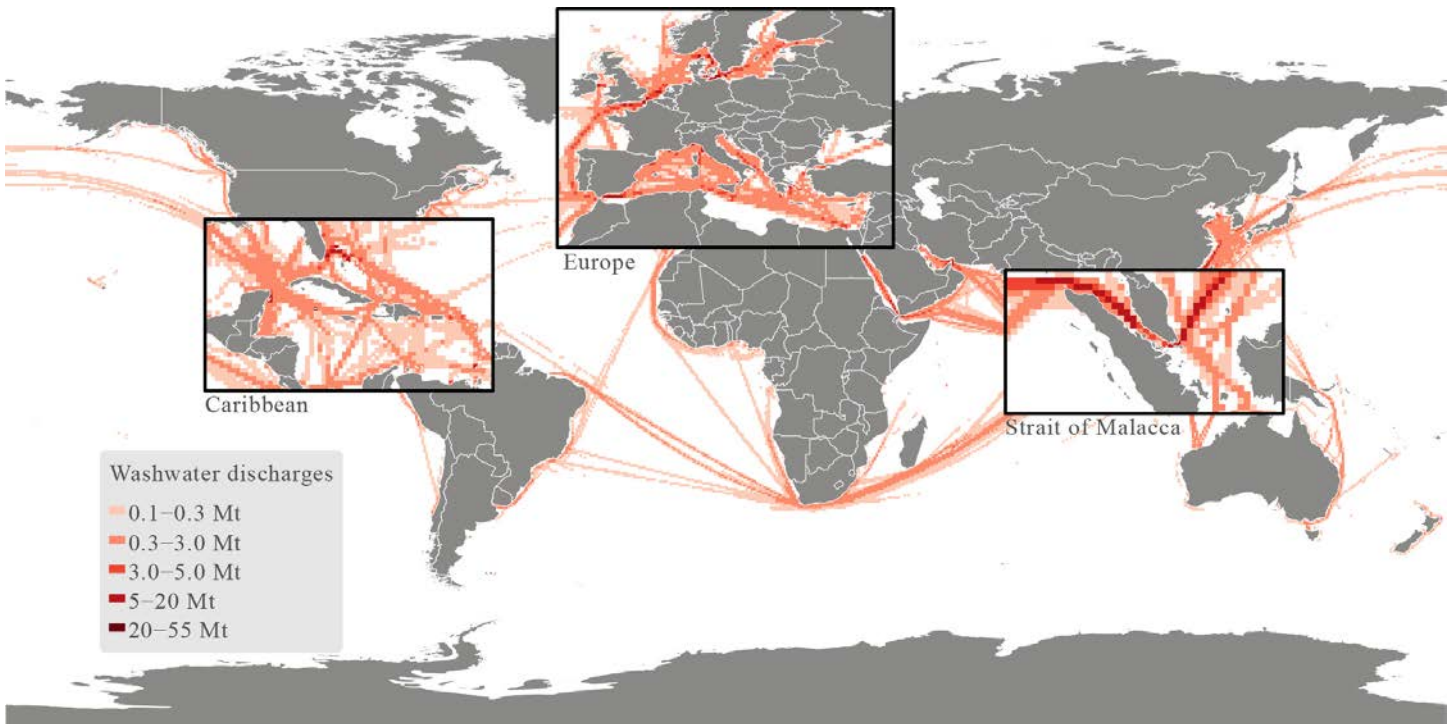 Europe
Caribbean
Strait of Malacca
Washwater discharges
0.1−0.3 Mt
0.3−3.0 Mt
3.0−5.0 Mt
5−20 Mt
20−55 Mt